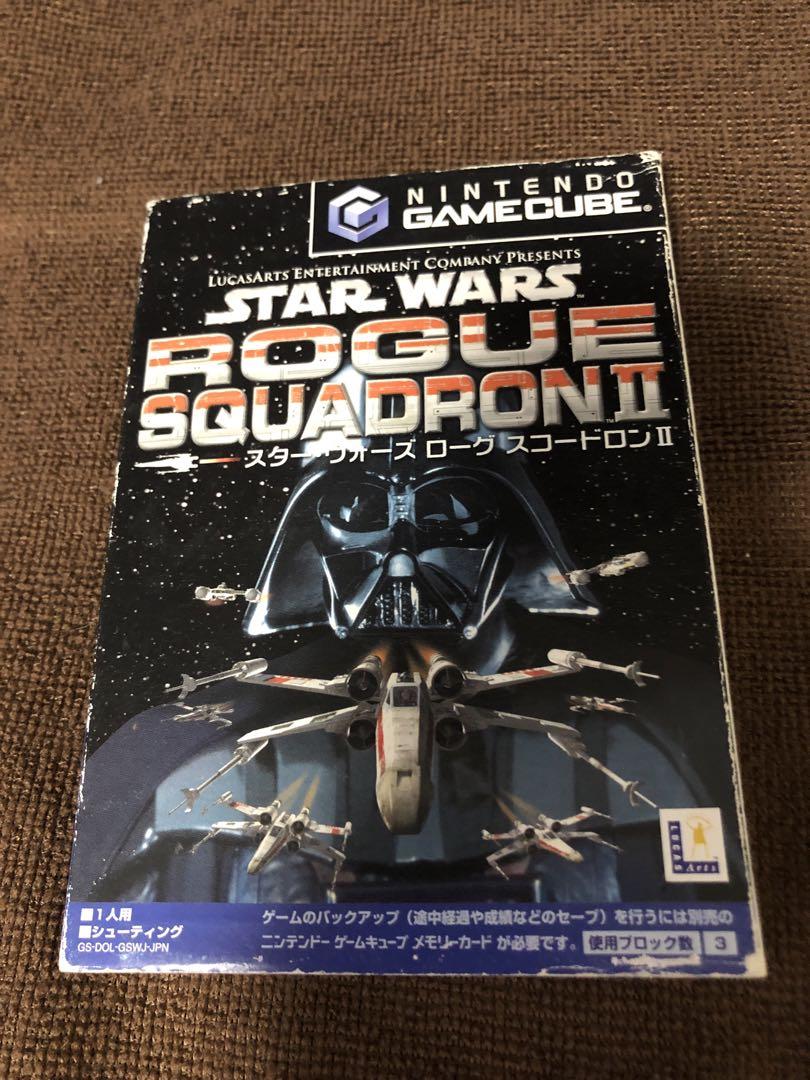 NINTENDO
GAMECUBE®
LUCASARTS ENTERTAINMENT COMPANY PRESENTS
STAR WARS™
ROGUE
SQUADRON II™
スター・ウォーズ ローグ スコードロンII
LUCAS
Arts
■1人用
■シューティング
GS-DOL-GSWJ-JPN
ゲームのバックアップ（途中経過や成績などのセーブ）を行うには別売の
ニンテンドー ゲームキューブ メモリーカード が必要です。 使用ブロック数 3